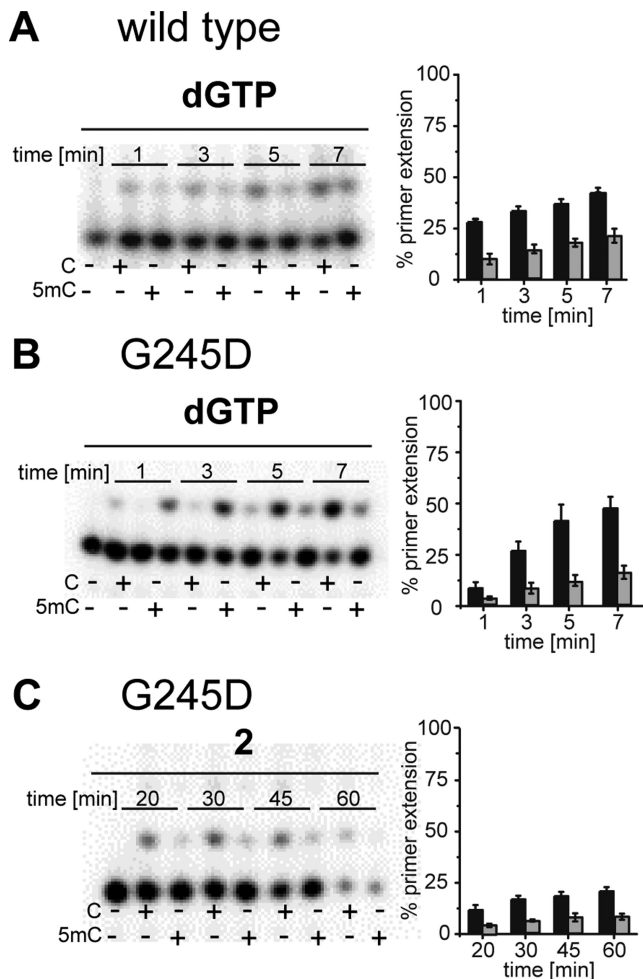 A wild type
dGTP
time [min] 1 3 5 7
C - + - + - + - + -
5mC - - + - + - + - +
% primer extension
100
75
50
25
0
1 3 5 7
time [min]
B G245D
dGTP
time [min] 1 3 5 7
C - + - + - + - + -
5mC - - + - + - + - +
% primer extension
100
75
50
25
0
1 3 5 7
time [min]
C G245D
2
time [min] 20 30 45 60
C - + - + - + - + -
5mC - - + - + - + - +
% primer extension
100
75
50
25
0
20 30 45 60
time [min]